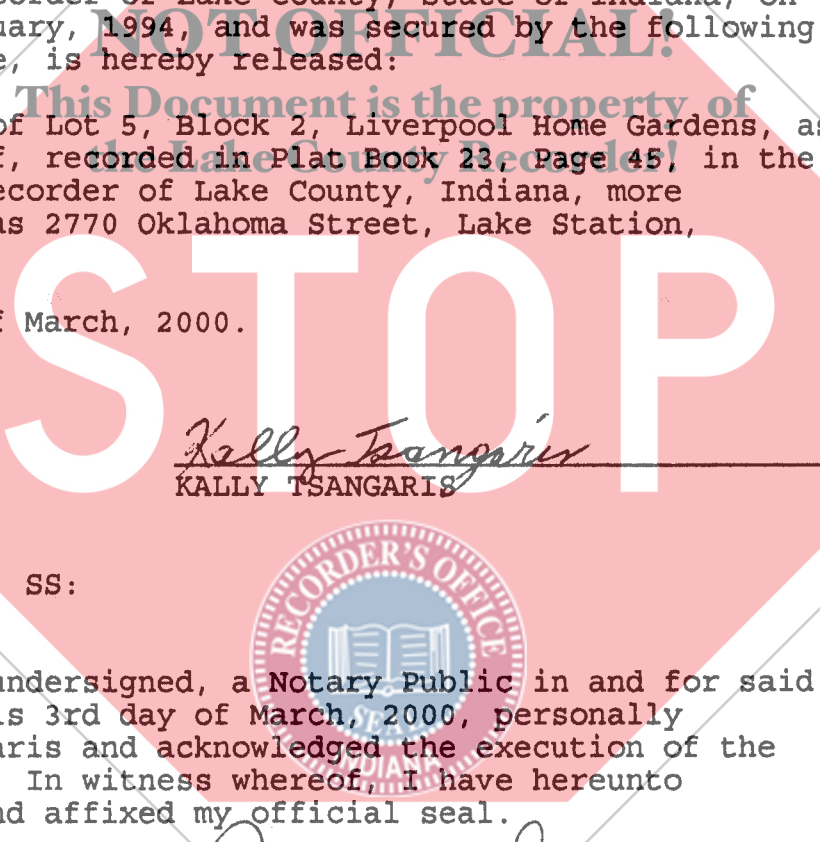 order of Lake County, State of Indiana, on
uary, 1994, and was secured by the following
NOT OFFICIAL!
e, is hereby released:
This Document is the property of
of Lot 5, Block 2, Liverpool Home Gardens, as
f, recorded in Plat Book 23, Page 45, in the
the Lake County Recorder!
ecorder of Lake County, Indiana, more
as 2770 Oklahoma Street, Lake Station,
STOP
f March, 2000.
Kally Tsangaris
KALLY TSANGARIS
RECORDER'S OFFICE
SS:
undersigned, a Notary Public in and for said
is 3rd day of March, 2000, personally
SEAL
aris and acknowledged the execution of the
INDIANA
In witness whereof, I have hereunto
nd affixed my official seal.